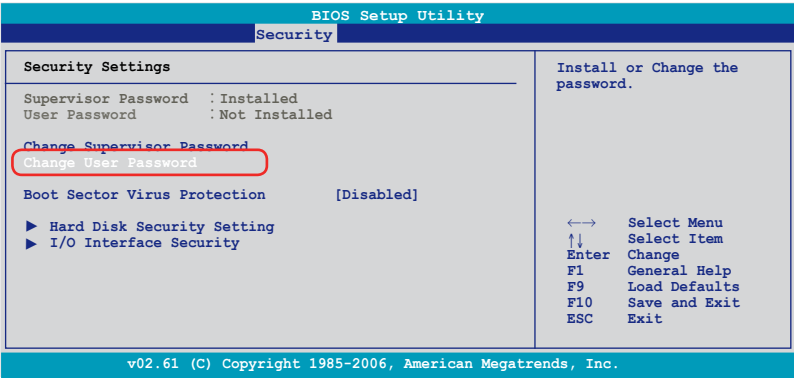 BIOS Setup Utility
Security
Security Settings
Supervisor Password : Installed
User Password : Not Installed
Change Supervisor Password
Change User Password
Boot Sector Virus Protection [Disabled]
▶ Hard Disk Security Setting
▶ I/O Interface Security
Install or Change the
password.
←→ Select Menu
↑↓ Select Item
Enter Change
F1 General Help
F9 Load Defaults
F10 Save and Exit
ESC Exit
v02.61 (C) Copyright 1985-2006, American Megatrends, Inc.